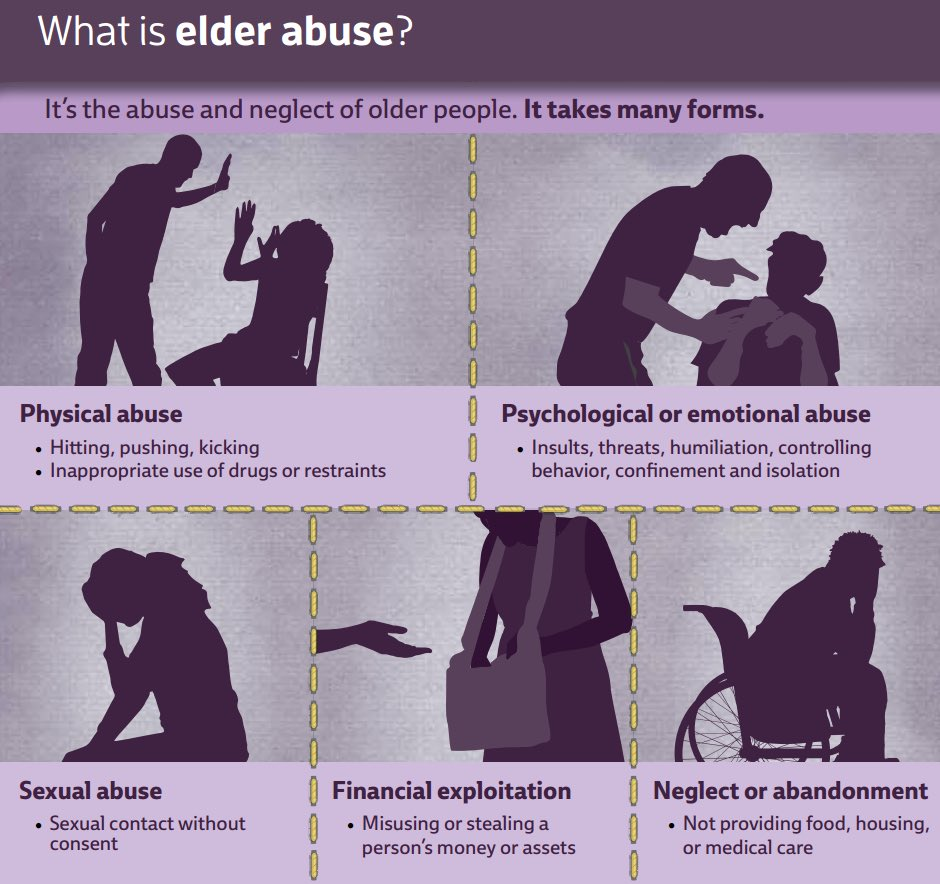 What is elder abuse?
It's the abuse and neglect of older people. It takes many forms.
Physical abuse
• Hitting, pushing, kicking
• Inappropriate use of drugs or restraints
Psychological or emotional abuse
• Insults, threats, humiliation, controlling
behavior, confinement and isolation
Sexual abuse
• Sexual contact without
consent
Financial exploitation
• Misusing or stealing a
person's money or assets
Neglect or abandonment
• Not providing food, housing,
or medical care